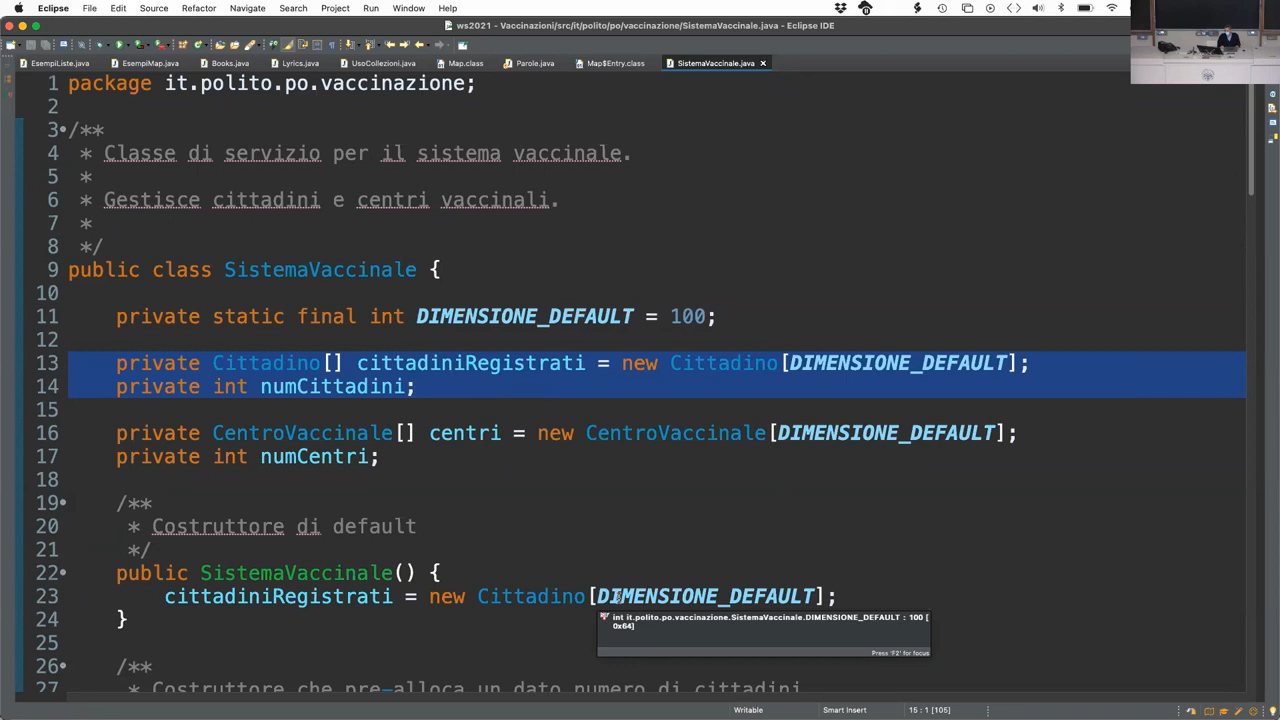 Eclipse File Edit Source Refactor Navigate Search Project Run Window Help
ws2021 - Vaccinazioni/src/it/polito/po/vaccinazione/SistemaVaccinale.java - Eclipse IDE
EsempiListe.java EsempiMap.java Books.java Lyrics.java UsoCollezioni.java Map.class Parole.java Map$Entry.class SistemaVaccinale.java
1 package it.polito.po.vaccinazione;
2
3 /**
4 * Classe di servizio per il sistema vaccinale.
5 *
6 * Gestisce cittadini e centri vaccinali.
7 *
8 */
9 public class SistemaVaccinale {
10
11 private static final int DIMENSIONE_DEFAULT = 100;
12
13 private Cittadino[] cittadiniRegistrati = new Cittadino[DIMENSIONE_DEFAULT];
14 private int numCittadini;
15
16 private CentroVaccinale[] centri = new CentroVaccinale[DIMENSIONE_DEFAULT];
17 private int numCentri;
18
19 /**
20 * Costruttore di default
21 */
22 public SistemaVaccinale() {
23 cittadiniRegistrati = new Cittadino[DIMENSIONE_DEFAULT];
24 }
int it.polito.po.vaccinazione.SistemaVaccinale.DIMENSIONE_DEFAULT : 100 [
0x64]
25
Press 'F2' for focus
26 /**
27 * Costruttore che pre-alloca un dato numero di cittadini
Writable Smart Insert 15 : 1 [105]